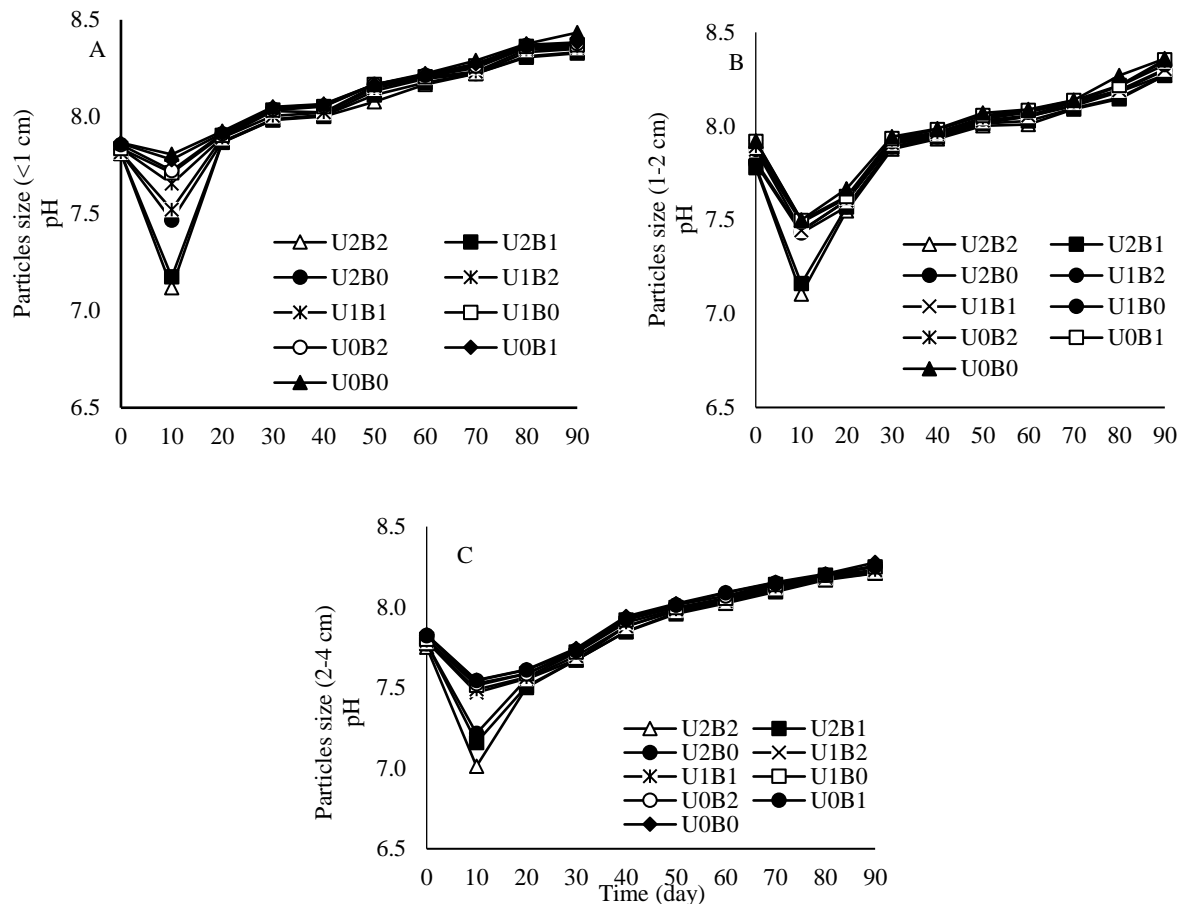 8.5
8.0
7.5
7.0
6.5
A
Particles size (<1 cm)
pH
U2B2 U2B1
U2B0 U1B2
U1B1 U1B0
U0B2 U0B1
U0B0
0 10 20 30 40 50 60 70 80 90
8.5
8.0
7.5
7.0
6.5
B
Particles size (1-2 cm)
pH
U2B2 U2B1
U2B0 U1B2
U1B1 U1B0
U0B2 U0B1
U0B0
0 10 20 30 40 50 60 70 80 90
8.5
8.0
7.5
7.0
6.5
C
Particles size (2-4 cm)
pH
U2B2 U2B1
U2B0 U1B2
U1B1 U1B0
U0B2 U0B1
U0B0
0 10 20 30 40 50 60 70 80 90
Time (day)